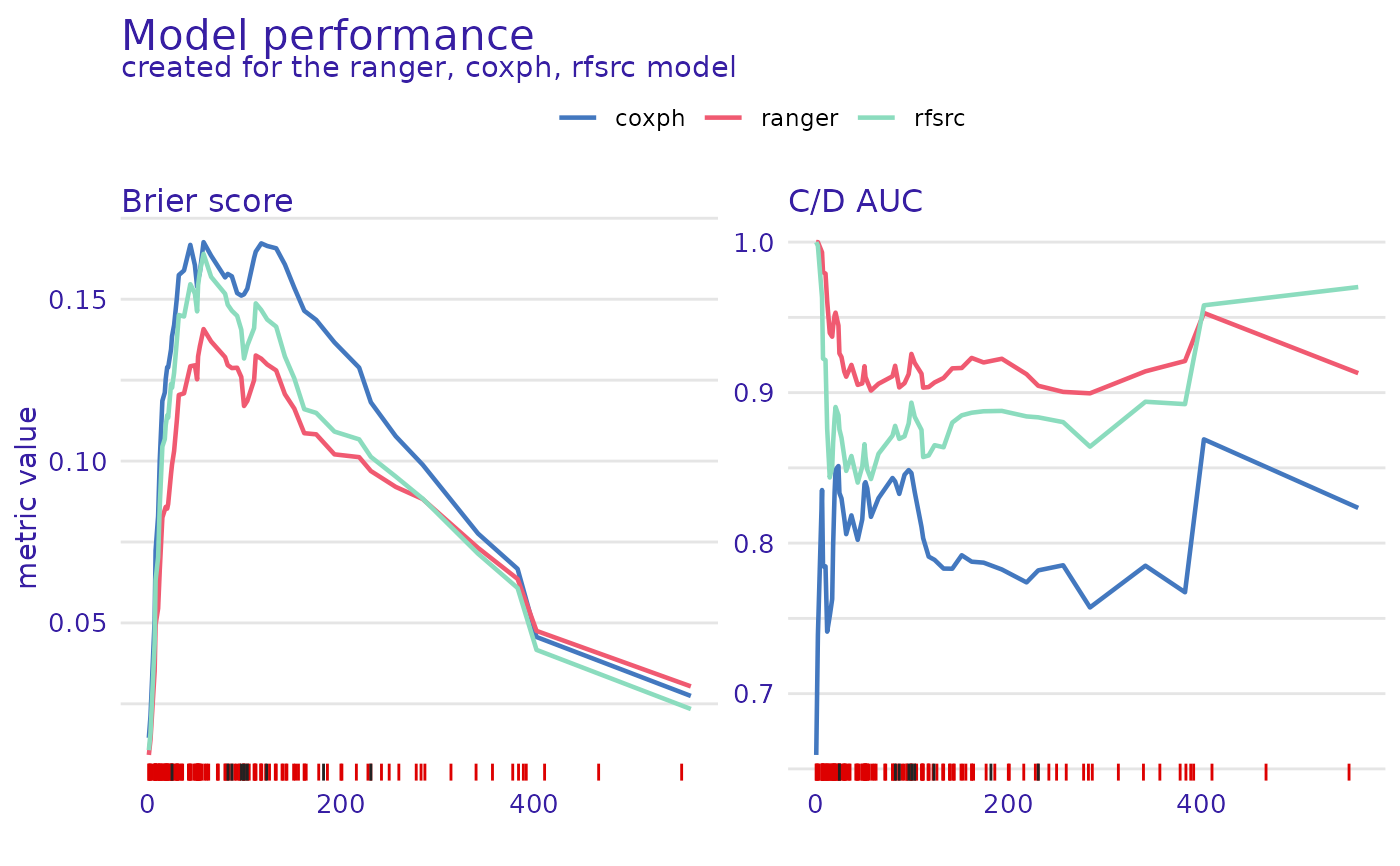 Model performance
created for the ranger, coxph, rfsrc model
coxph ranger rfsrc
Brier score
C/D AUC
metric value
0.15
0.10
0.05
0 200 400
1.0
0.9
0.8
0.7
0 200 400